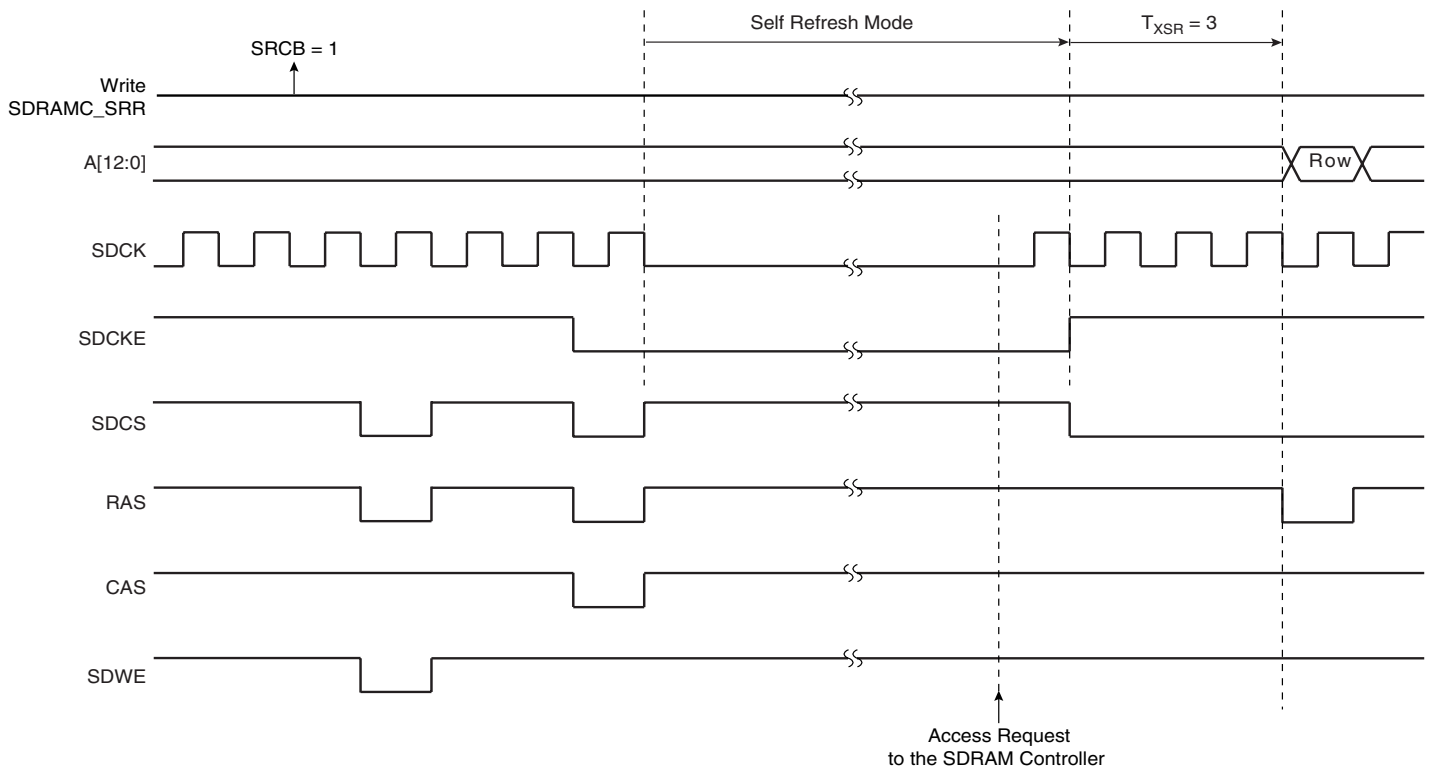 Self Refresh Mode
TXSR = 3
SRCB = 1
Write
SDRAMC_SRR
A[12:0]
Row
SDCK
SDCKE
SDCS
RAS
CAS
SDWE
Access Request
to the SDRAM Controller